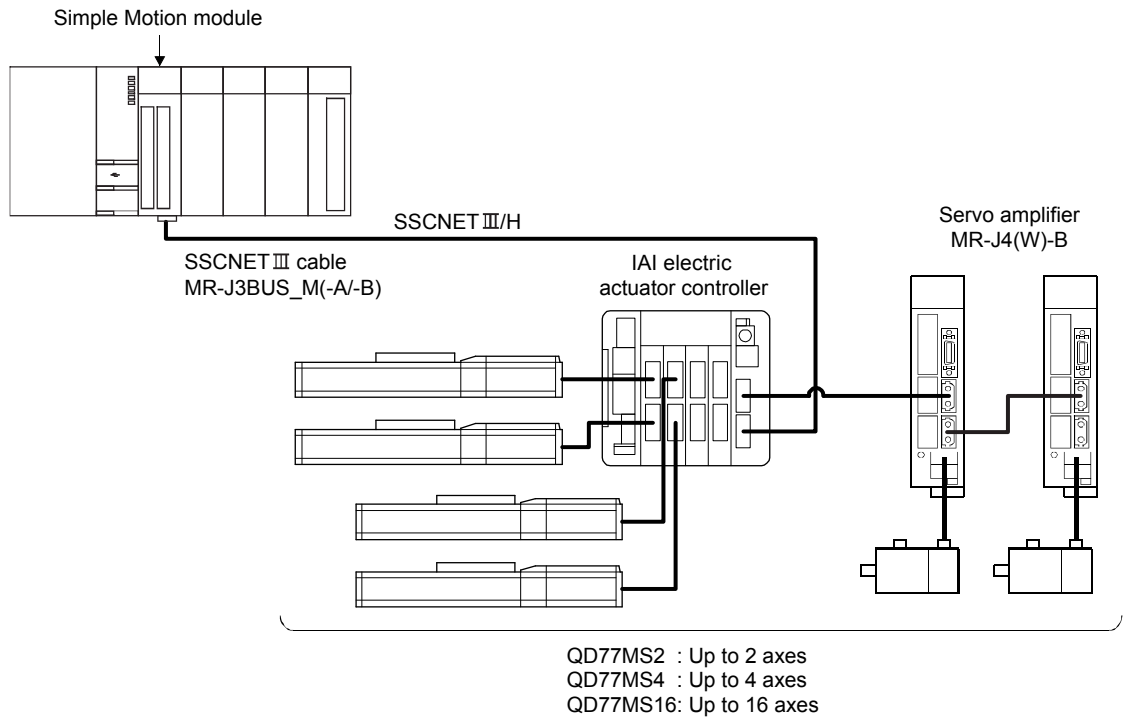 Simple Motion module
SSCNETⅢ/H
SSCNETⅢ cable
MR-J3BUS_M(-A/-B)
IAI electric
actuator controller
Servo amplifier
MR-J4(W)-B
QD77MS2 : Up to 2 axes
QD77MS4 : Up to 4 axes
QD77MS16: Up to 16 axes